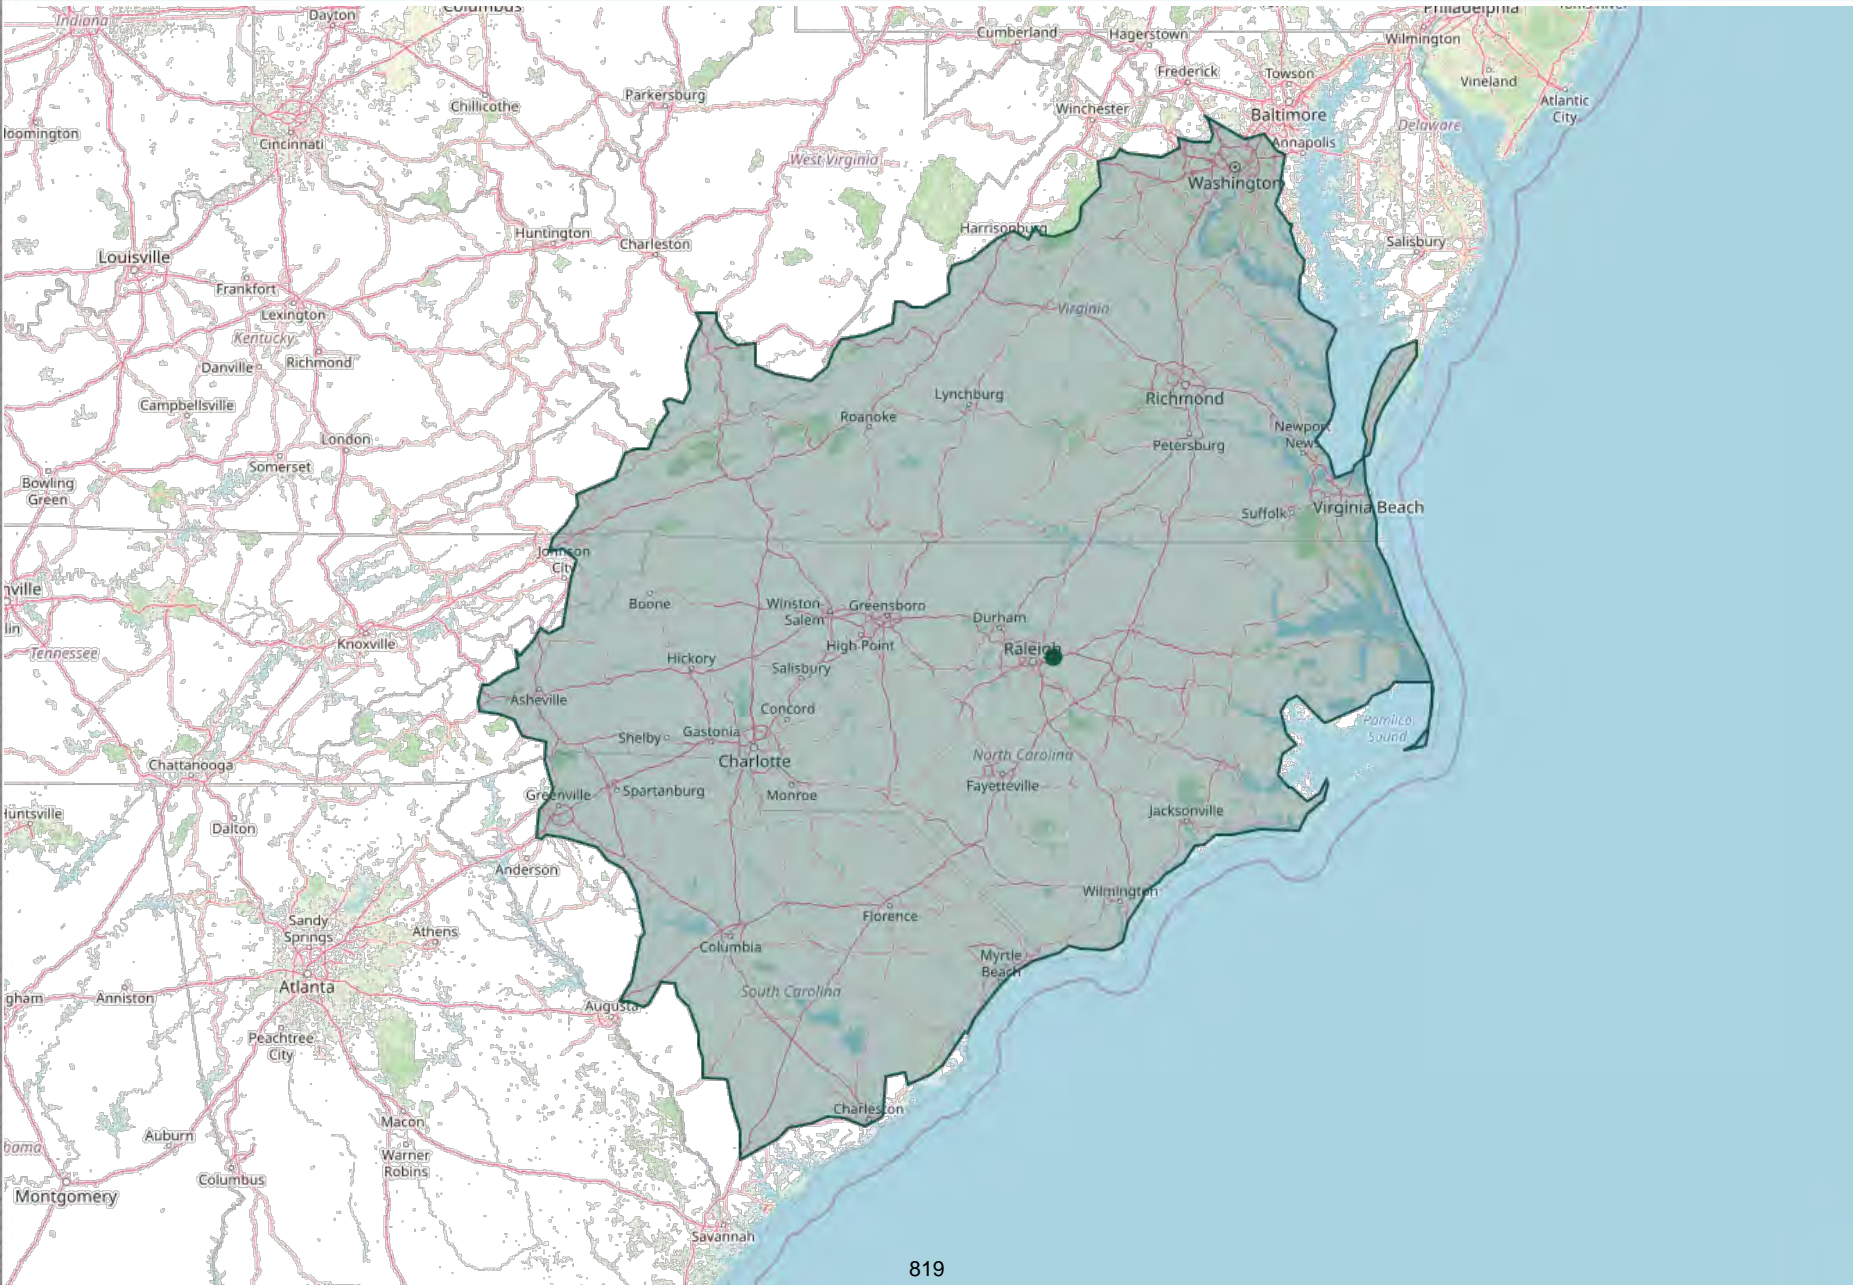 Indiana
Dayton
Columbus
Philadelphia
Cumberland
Hagerstown
Wilmington
Frederick
Towson
Vineland
Parkersburg
Chillicothe
Winchester
Baltimore
Atlantic
City
Delaware
loomington
Cincinnati
Annapolis
West Virginia
Washington
Huntington
Charleston
Harrisonburg
Salisbury
Louisville
Frankfort
Lexington
Virginia
Kentucky
Richmond
Danville
Campbellsville
Lynchburg
Richmond
Roanoke
London
Newport
News
Petersburg
Somerset
Bowling
Green
Suffolk
Virginia Beach
Johnson
City
nville
lin
Boone
Winston-
Salem
Greensboro
Durham
Tennessee
Knoxville
High Point
Raleigh
Hickory
Salisbury
Asheville
Concord
Pamlico
Sound
Shelby
Gastonia
North Carolina
Charlotte
Chattanooga
Greenville
Spartanburg
Monroe
Fayetteville
Jacksonville
Huntsville
Dalton
Anderson
Wilmington
Sandy
Springs
Athens
Florence
Columbia
Myrtle
Beach
Atlanta
South Carolina
gham
Anniston
Augusta
Peachtree
City
Charleston
Macon
Auburn
bama
Warner
Robins
Columbus
Montgomery
Savannah
819